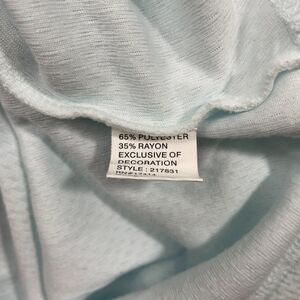 65% POLYESTER
35% RAYON
EXCLUSIVE OF
DECORATION
STYLE : 217831